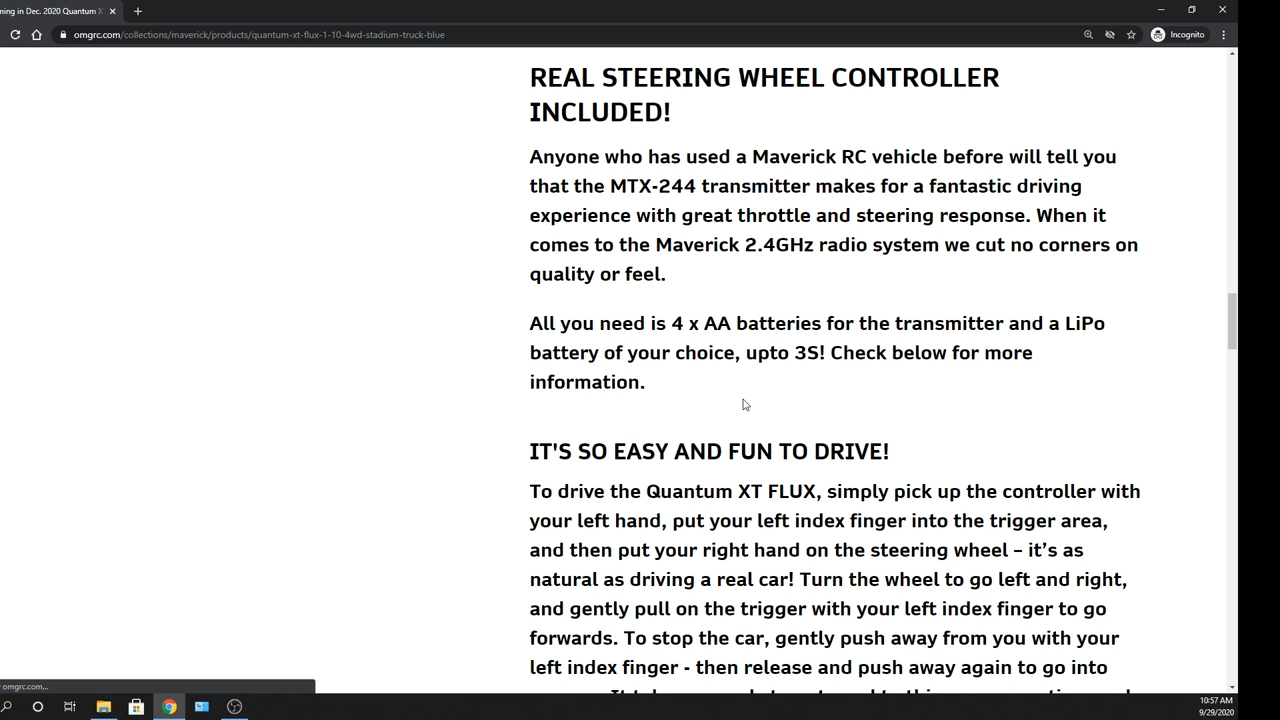 ming in Dec. 2020 Quantum X
omgrc.com/collections/maverick/products/quantum-xt-flux-1-10-4wd-stadium-truck-blue
Incognito
REAL STEERING WHEEL CONTROLLER
INCLUDED!
Anyone who has used a Maverick RC vehicle before will tell you
that the MTX-244 transmitter makes for a fantastic driving
experience with great throttle and steering response. When it
comes to the Maverick 2.4GHz radio system we cut no corners on
quality or feel.
All you need is 4 x AA batteries for the transmitter and a LiPo
battery of your choice, upto 3S! Check below for more
information.
IT'S SO EASY AND FUN TO DRIVE!
To drive the Quantum XT FLUX, simply pick up the controller with
your left hand, put your left index finger into the trigger area,
and then put your right hand on the steering wheel – it’s as
natural as driving a real car! Turn the wheel to go left and right,
and gently pull on the trigger with your left index finger to go
forwards. To stop the car, gently push away from you with your
left index finger - then release and push away again to go into
omgrc.com...
10:57 AM
9/29/2020